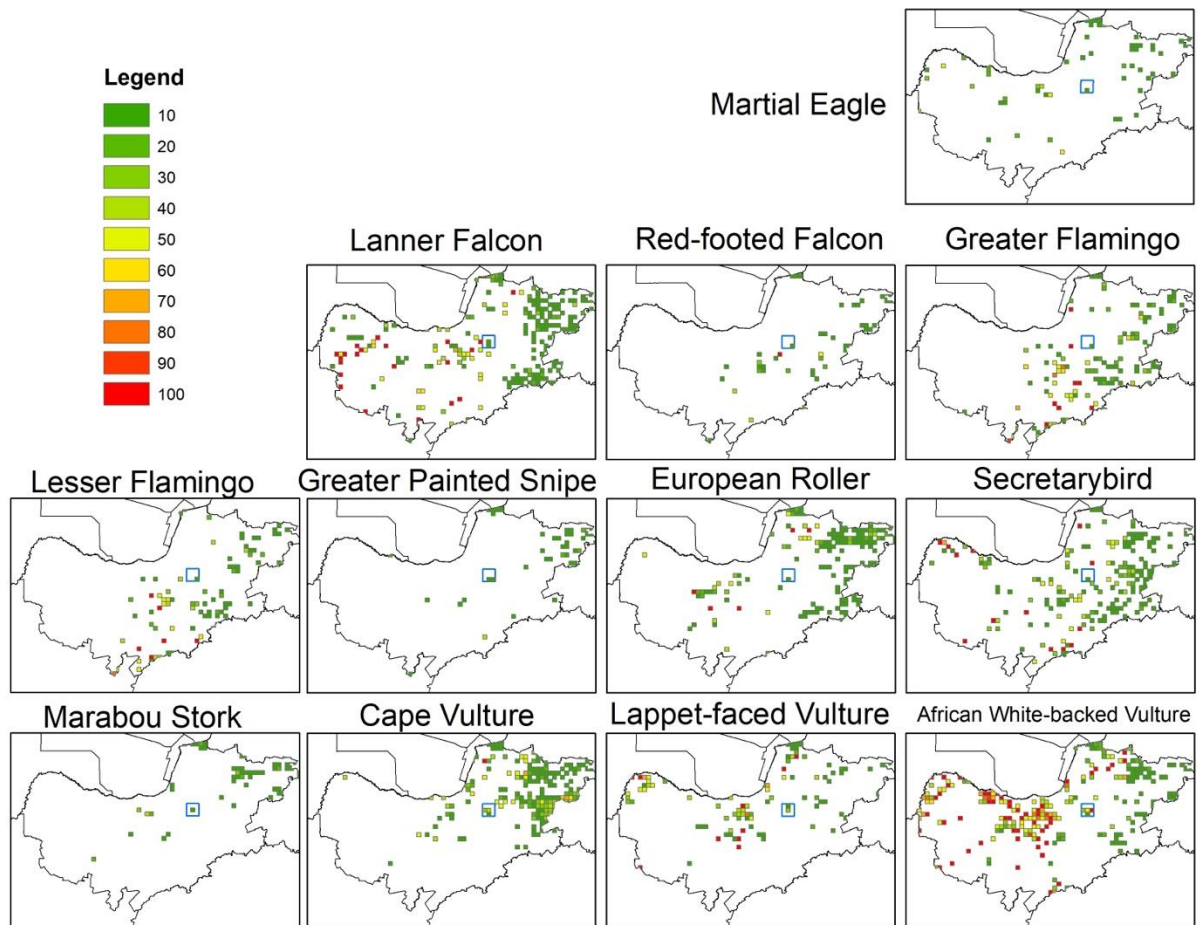 Legend
10
20
30
40
50
60
70
80
90
100
Martial Eagle
Lanner Falcon
Red-footed Falcon
Greater Flamingo
Lesser Flamingo
Greater Painted Snipe
European Roller
Secretarybird
Marabou Stork
Cape Vulture
Lappet-faced Vulture
African White-backed Vulture